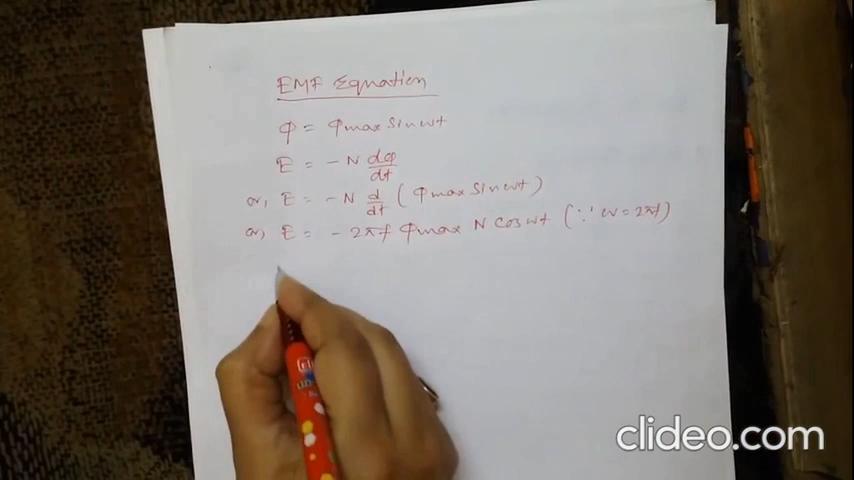 EMF Equation
φ = φmax Sin ωt
E = - N dφ/dt
or, E = - N d/dt ( φmax Sin ωt )
or, E = - 2πf φmax N Cos ωt ( ∵ ω = 2πf )
clideo.com